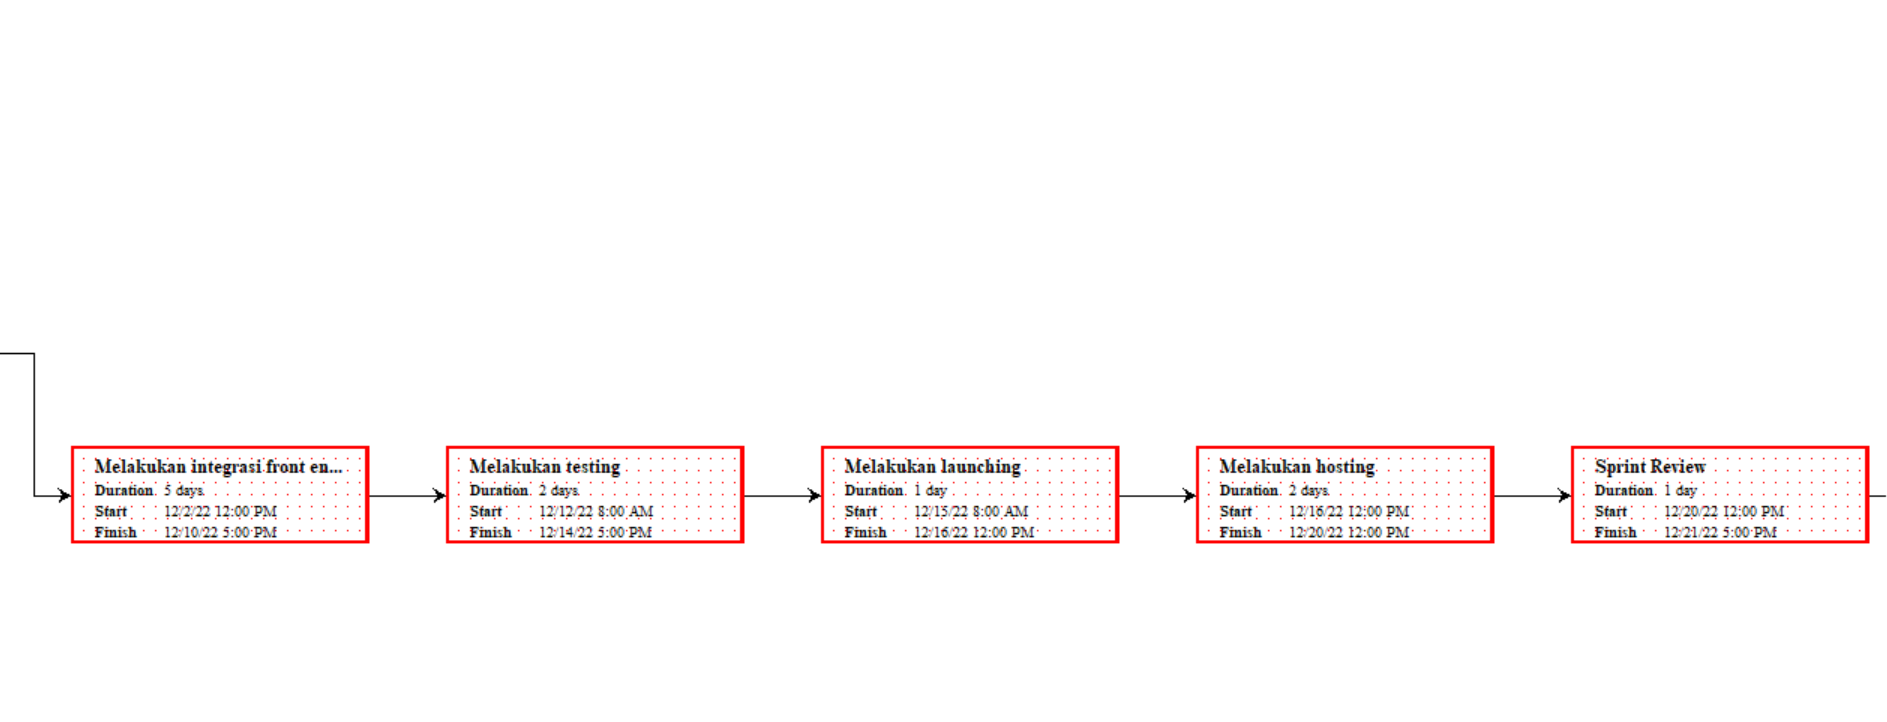 Melakukan integrasi front en...
Duration 5 days
Start 12/2/22 12:00 PM
Finish 12/10/22 5:00 PM
Melakukan testing
Duration 2 days
Start 12/12/22 8:00 AM
Finish 12/14/22 5:00 PM
Melakukan launching
Duration 1 day
Start 12/15/22 8:00 AM
Finish 12/16/22 12:00 PM
Melakukan hosting
Duration 2 days
Start 12/16/22 12:00 PM
Finish 12/20/22 12:00 PM
Sprint Review
Duration 1 day
Start 12/20/22 12:00 PM
Finish 12/21/22 5:00 PM